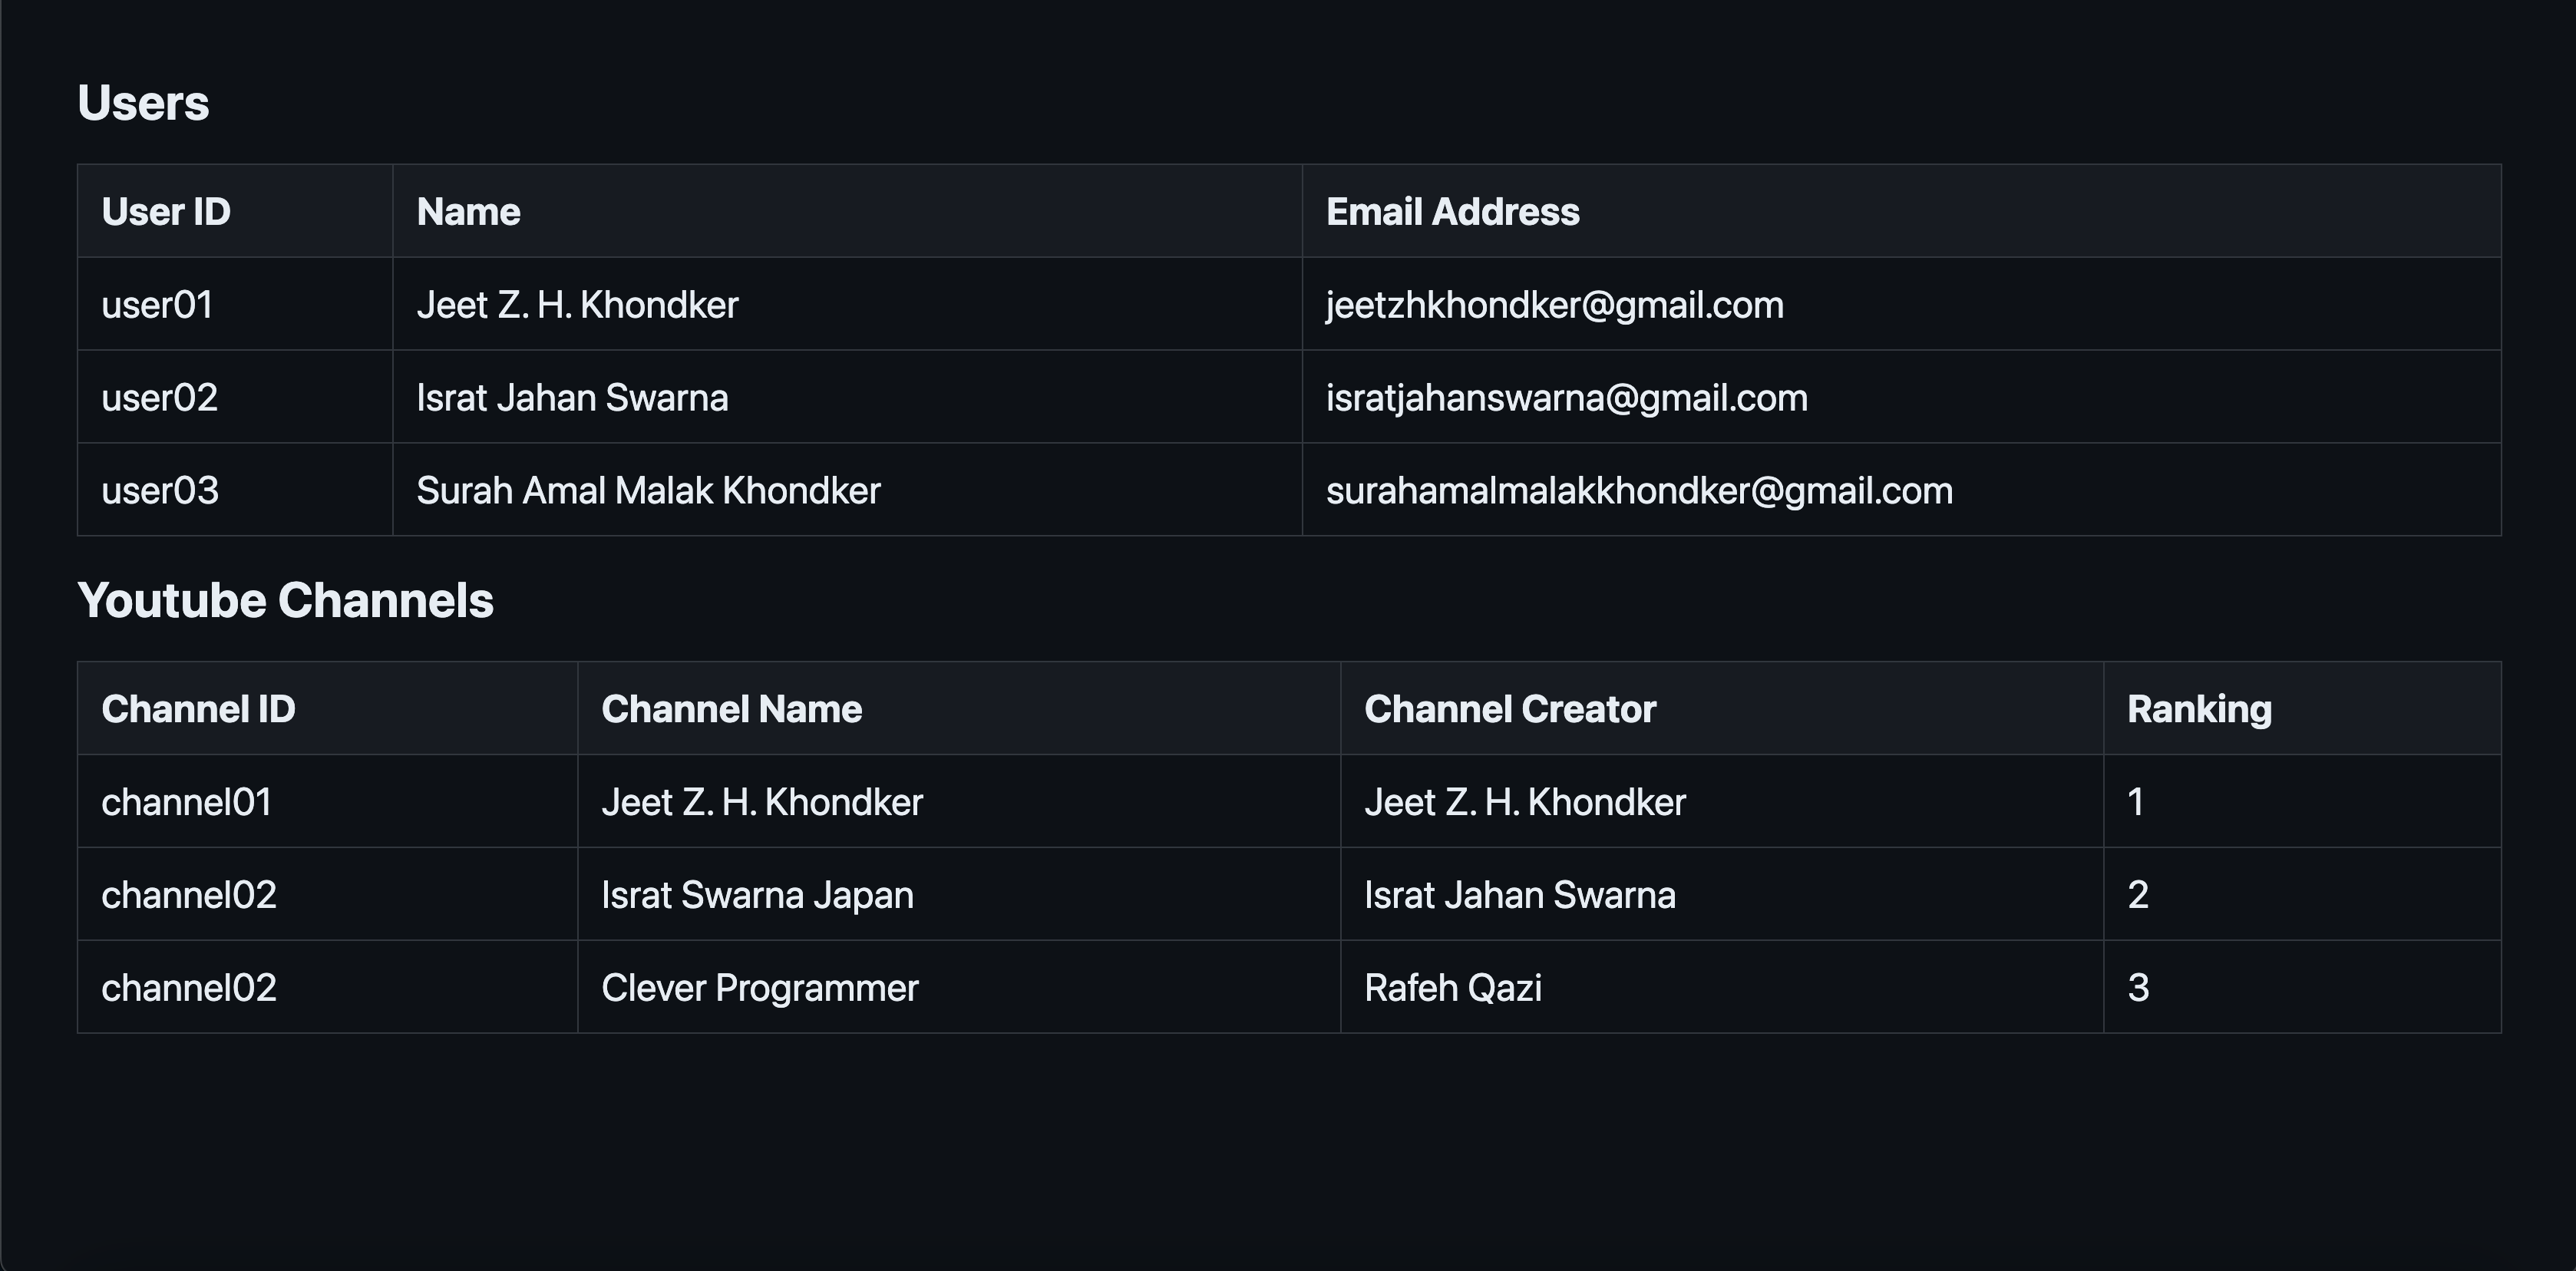 Users
User ID Name Email Address
user01 Jeet Z. H. Khondker jeetzhkhondker@gmail.com
user02 Israt Jahan Swarna isratjahanswarna@gmail.com
user03 Surah Amal Malak Khondker surahamalmalakkhondker@gmail.com
Youtube Channels
Channel ID Channel Name Channel Creator Ranking
channel01 Jeet Z. H. Khondker Jeet Z. H. Khondker 1
channel02 Israt Swarna Japan Israt Jahan Swarna 2
channel02 Clever Programmer Rafeh Qazi 3